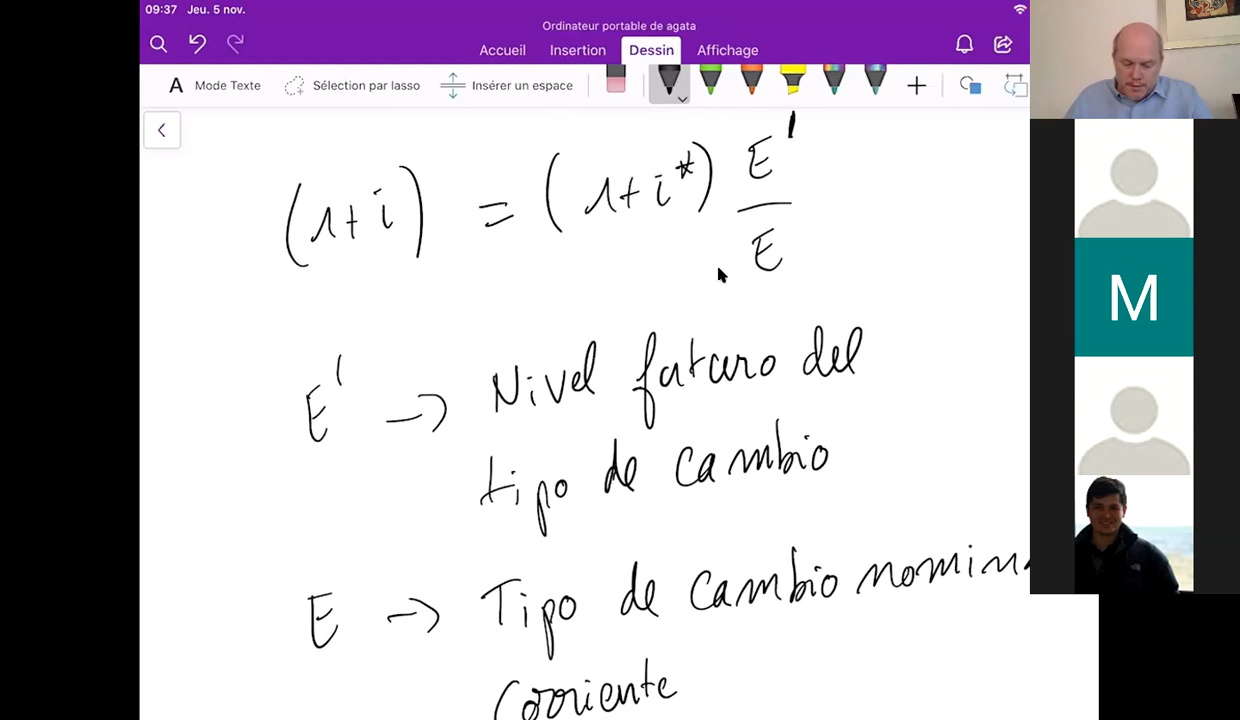 09:37 Jeu. 5 nov.
Ordinateur portable de agata
Accueil Insertion Dessin Affichage
A Mode Texte Sélection par lasso Insérer un espace
(1+i) = (1+i*) E'
E
E' → Nivel futuro del
tipo de cambio
E → Tipo de cambio
corriente
M